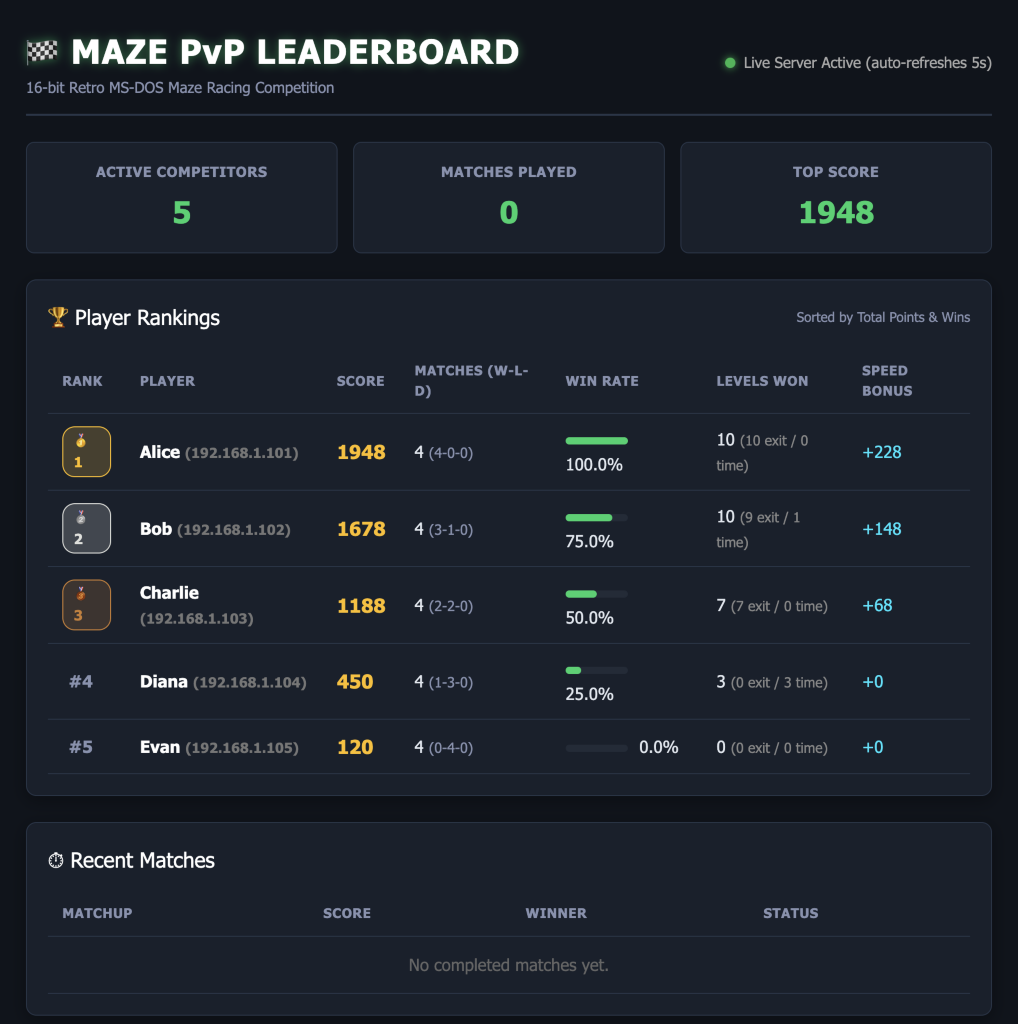 🏁 MAZE PvP LEADERBOARD
16-bit Retro MS-DOS Maze Racing Competition
Live Server Active (auto-refreshes 5s)
ACTIVE COMPETITORS
5
MATCHES PLAYED
0
TOP SCORE
1948
🏆 Player Rankings
Sorted by Total Points & Wins
RANK PLAYER SCORE MATCHES (W-L-
D) WIN RATE LEVELS WON SPEED
BONUS
🥇
1 Alice (192.168.1.101) 1948 4 (4-0-0) 100.0% 10 (10 exit / 0
time) +228
🥈
2 Bob (192.168.1.102) 1678 4 (3-1-0) 75.0% 10 (9 exit / 1
time) +148
🥉
3 Charlie
(192.168.1.103) 1188 4 (2-2-0) 50.0% 7 (7 exit / 0 time) +68
#4 Diana (192.168.1.104) 450 4 (1-3-0) 25.0% 3 (0 exit / 3 time) +0
#5 Evan (192.168.1.105) 120 4 (0-4-0) 0.0% 0 (0 exit / 0 time) +0
⏱ Recent Matches
MATCHUP SCORE WINNER STATUS
No completed matches yet.